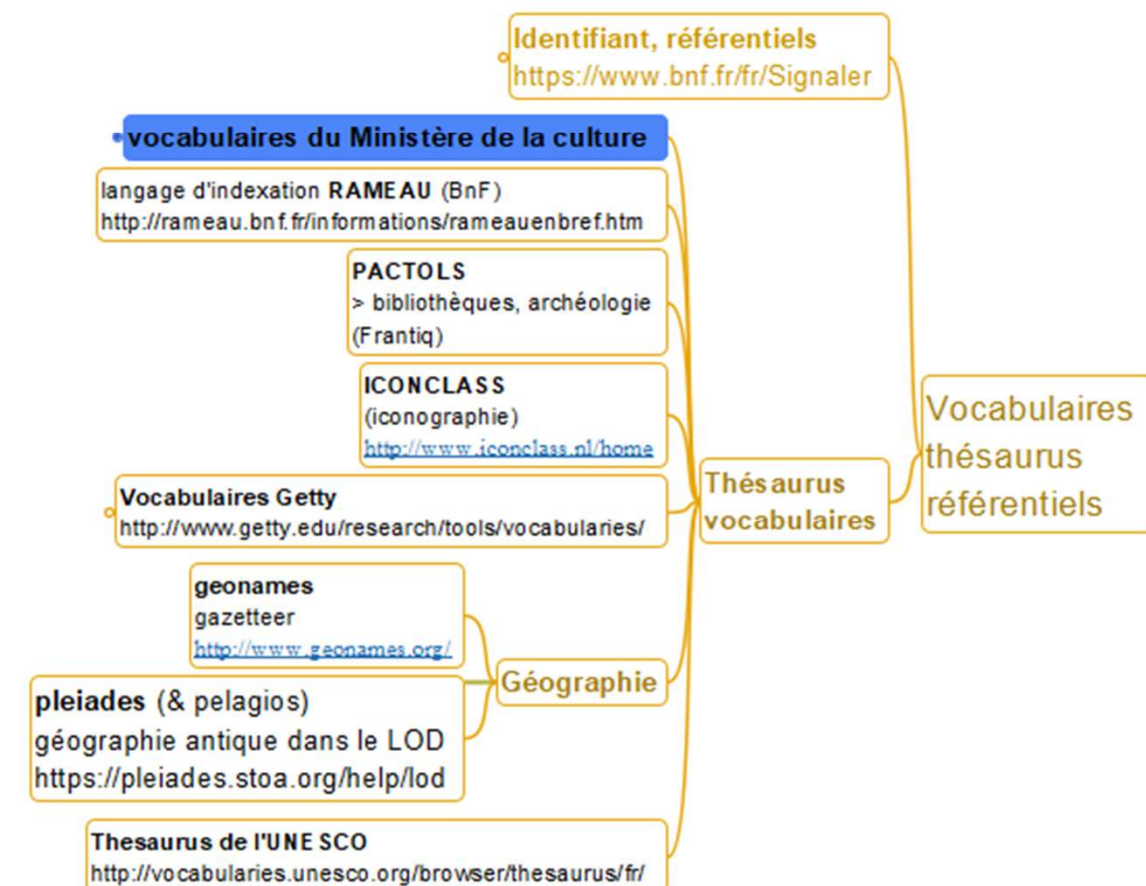 Identifiant, référentiels
https://www.bnf.fr/fr/Signaler
vocabulaires du Ministère de la culture
langage d'indexation RAMEAU (BnF)
http://rameau.bnf.fr/informations/rameauenbref.htm
PACTOLS
> bibliothèques, archéologie
(Frantiq)
ICONCLASS
(iconographie)
http://www.iconclass.nl/home
Vocabulaires Getty
http://www.getty.edu/research/tools/vocabularies/
geonames
gazetteer
http://www.geonames.org/
pleiades (& pelagios)
géographie antique dans le LOD
https://pleiades.stoa.org/help/lod
Géographie
Thesaurus de l'UNESCO
http://vocabularies.unesco.org/browser/thesaurus/fr/
Thésaurus
vocabulaires
Vocabulaires
thésaurus
référentiels